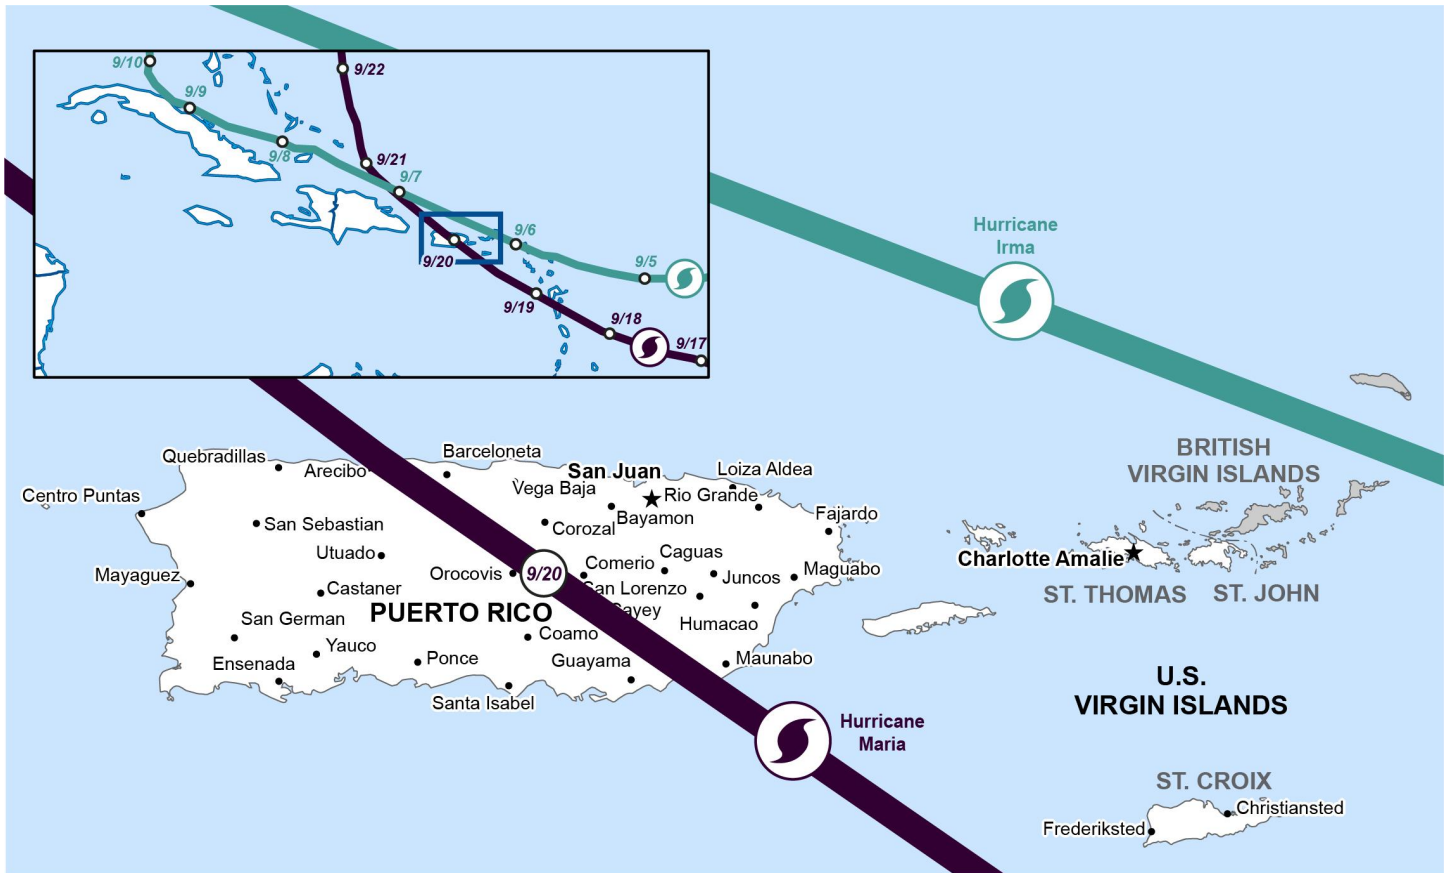 9/10
9/9
9/8
9/22
9/21
9/7
9/6
9/20
9/5
9/19
9/18
9/17
Hurricane
Irma
BRITISH
VIRGIN ISLANDS
Quebradillas
Arecibo
Barceloneta
San Juan
Loiza Aldea
Centro Puntas
Vega Baja
Rio Grande
San Sebastian
Corozal
Bayamon
Fajardo
Utuado
Charlotte Amalie
Mayaguez
Orocovis
9/20
Comerio
Caguas
Juncos
Maguabo
Castaner
San Lorenzo
ST. THOMAS
ST. JOHN
San German
PUERTO RICO
Cayey
Humacao
Yauco
Coamo
Ensenada
Ponce
Guayama
Maunabo
Santa Isabel
U.S.
VIRGIN ISLANDS
Hurricane
Maria
ST. CROIX
Christiansted
Frederiksted